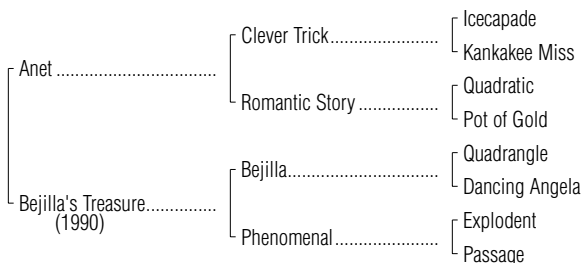 Icecapade
Clever Trick
Kankakee Miss
Anet
Quadratic
Romantic Story
Pot of Gold
Quadrangle
Bejilla
Dancing Angela
Bejilla's Treasure
(1990)
Explodent
Phenomenal
Passage